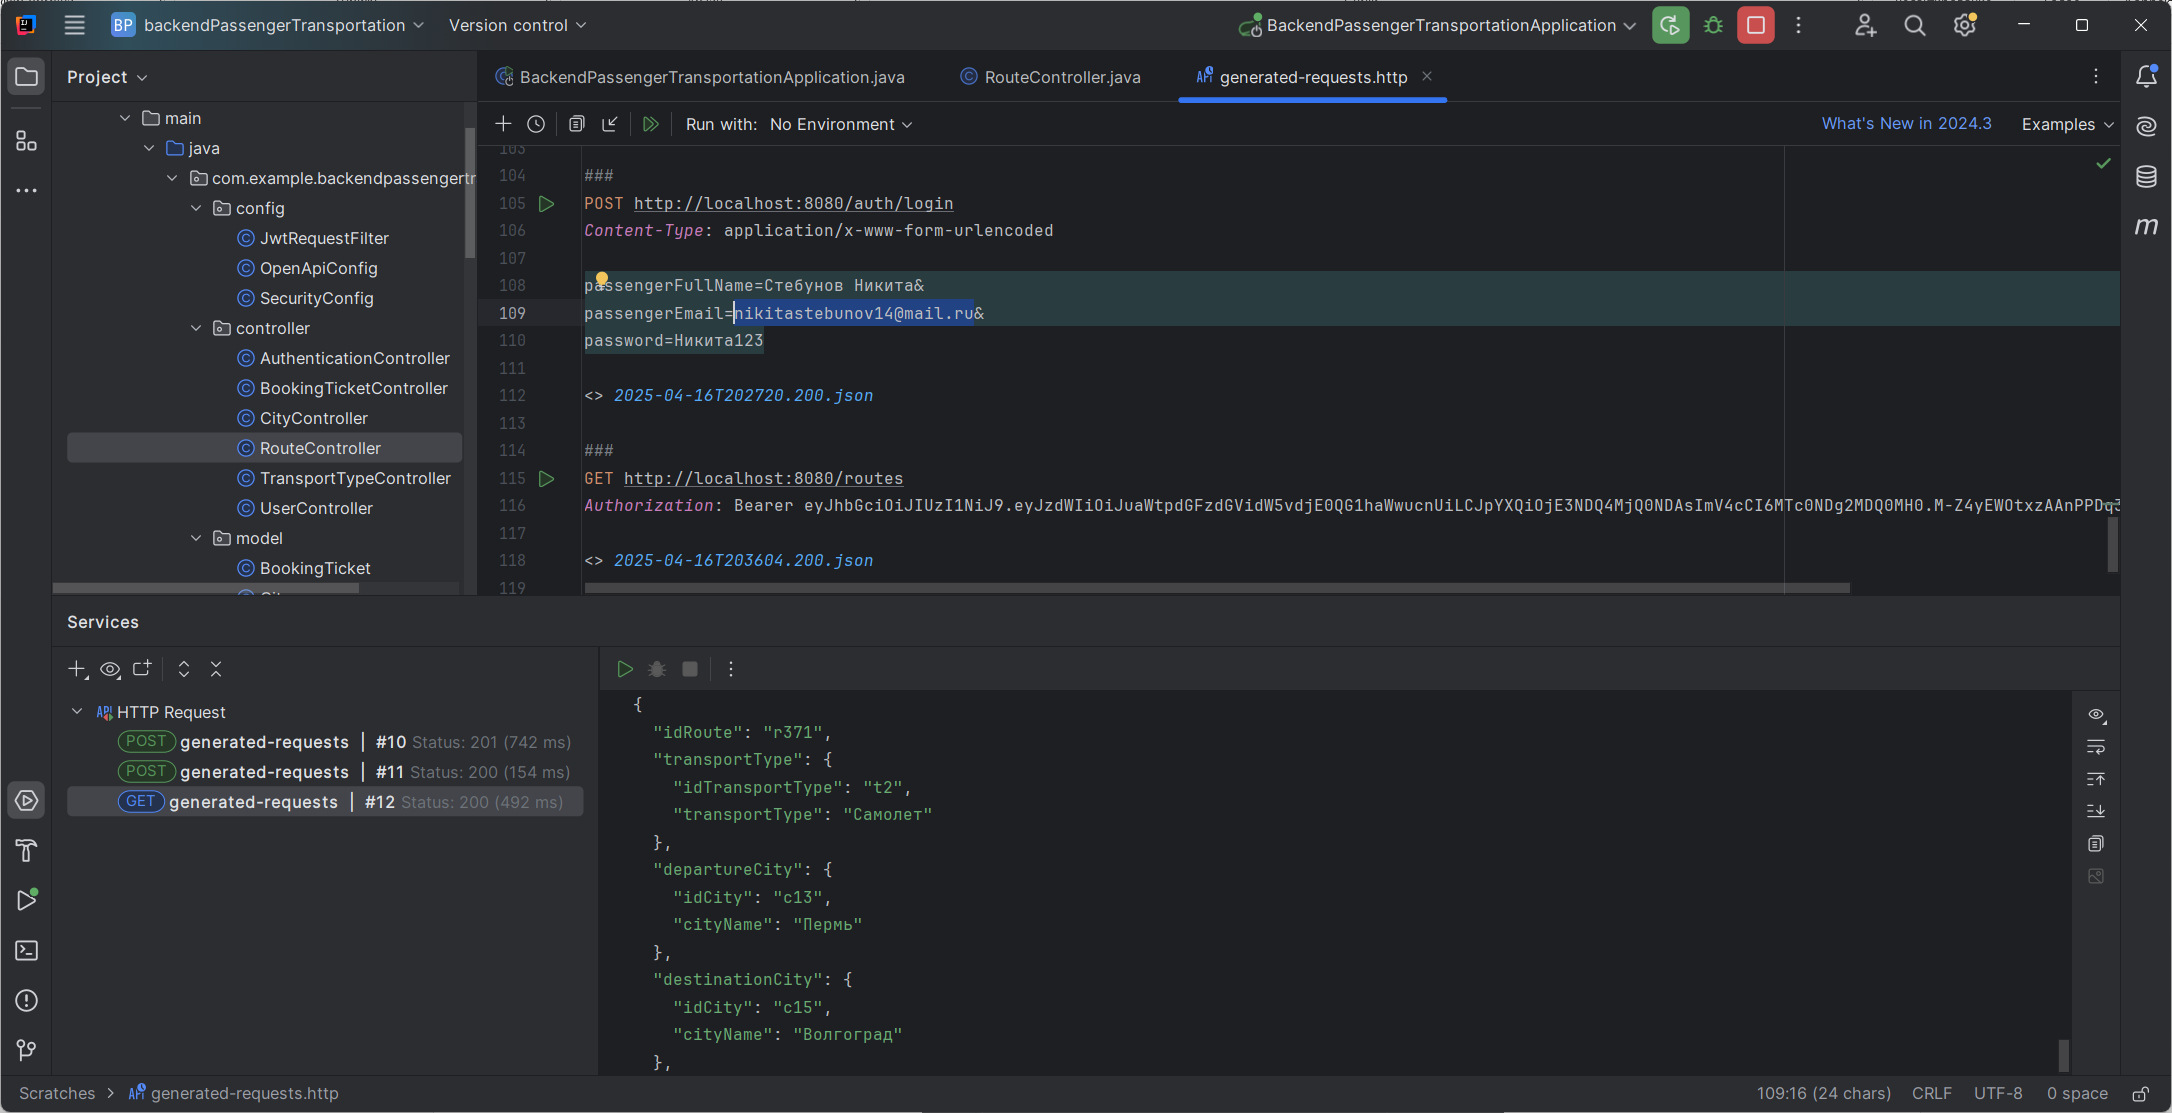 BP backendPassengerTransportation Version control BackendPassengerTransportationApplication
Project
BackendPassengerTransportationApplication.java RouteController.java generated-requests.http
Run with: No Environment What's New in 2024.3 Examples
main
java
com.example.backendpassengertr
config
JwtRequestFilter
OpenApiConfig
SecurityConfig
controller
AuthenticationController
BookingTicketController
CityController
RouteController
TransportTypeController
UserController
model
BookingTicket
103
104 ###
105 POST http://localhost:8080/auth/login
106 Content-Type: application/x-www-form-urlencoded
107
108 passengerFullName=Стебунов Никита&
109 passengerEmail=nikitastebunov14@mail.ru&
110 password=Никита123
111
112 <> 2025-04-16T202720.200.json
113
114 ###
115 GET http://localhost:8080/routes
116 Authorization: Bearer eyJhbGciOiJIUzI1NiJ9.eyJzdWIiOiJuaWtpdGFzdGVidW5vdjE0QG1haWwucnUiLCJpYXQiOjE3NDQ4MjQ0NDAsImV4cCI6MTc0NDg2MDQ0MH0.M-Z4yEWOtxzAAnPPDq3
117
118 <> 2025-04-16T203604.200.json
119
Services
HTTP Request
POST generated-requests | #10 Status: 201 (742 ms)
POST generated-requests | #11 Status: 200 (154 ms)
GET generated-requests | #12 Status: 200 (492 ms)
{
"idRoute": "r371",
"transportType": {
"idTransportType": "t2",
"transportType": "Самолет"
},
"departureCity": {
"idCity": "c13",
"cityName": "Пермь"
},
"destinationCity": {
"idCity": "c15",
"cityName": "Волгоград"
},
Scratches > generated-requests.http 109:16 (24 chars) CRLF UTF-8 0 space